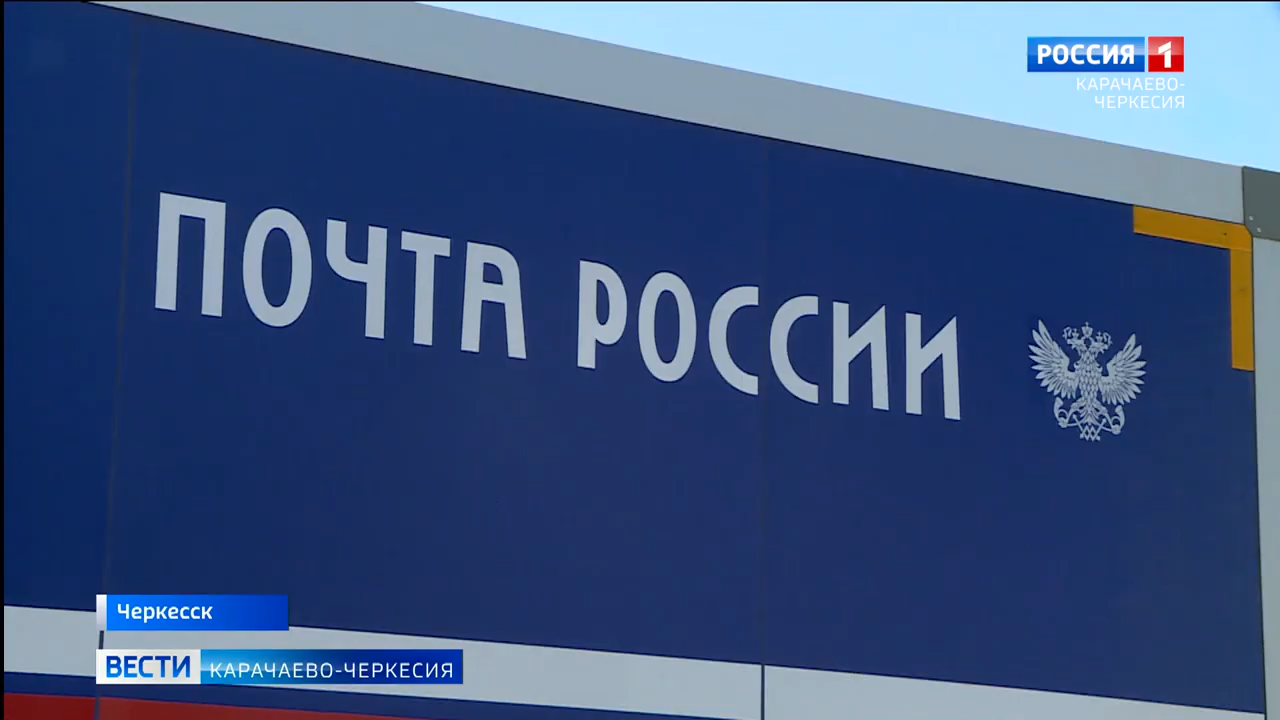 РОССИЯ 1
КАРАЧАЕВО-
ЧЕРКЕСИЯ
ПОЧТА РОССИИ
Черкесск
ВЕСТИ КАРАЧАЕВО-ЧЕРКЕСИЯ